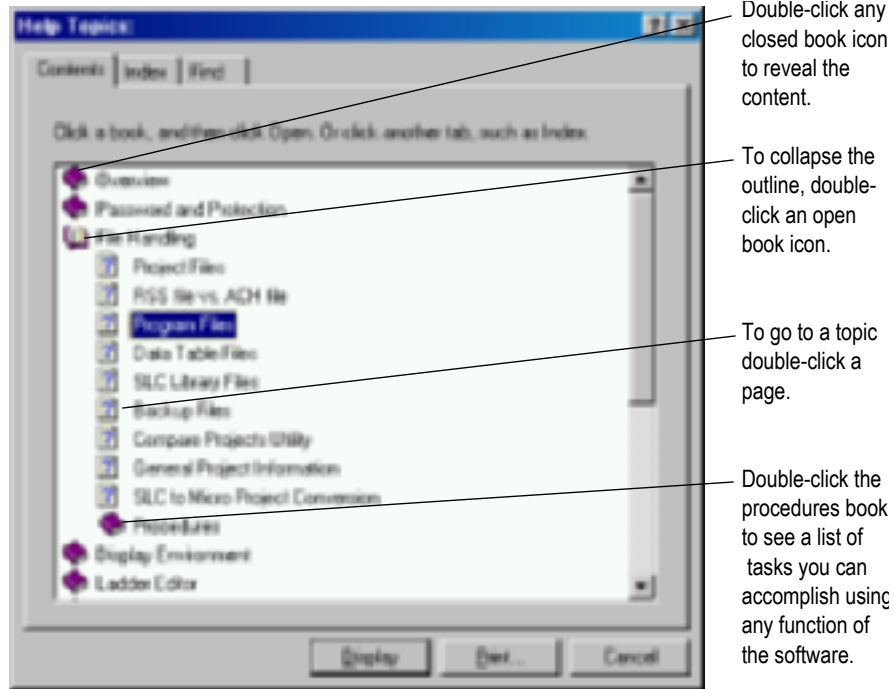 Help Topics:
Contents
Index
Find
Click a book, and then click Open. Or click another tab, such as Index.
Overview
Password and Protection
File Handling
Project Files
RSS file vs. ACH file
Program Files
Data Table Files
SLC Library Files
Backup Files
Compare Projects Utility
General Project Information
SLC to Micro Project Conversion
Procedures
Display Environment
Ladder Editor
Display
Print...
Cancel
Double-click any
closed book icon
to reveal the
content.
To collapse the
outline, double-
click an open
book icon.
To go to a topic
double-click a
page.
Double-click the
procedures book
to see a list of
tasks you can
accomplish using
any function of
the software.